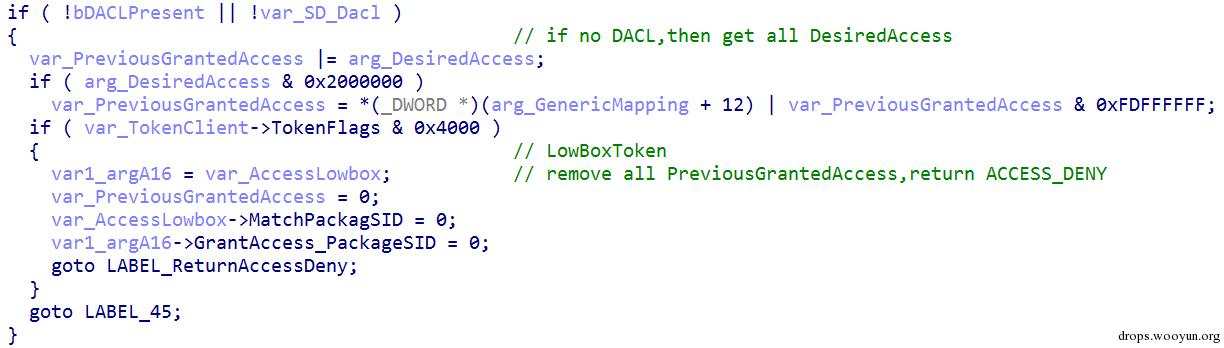 if ( !bDACLPresent || !var_SD_Dacl )
{ // if no DACL,then get all DesiredAccess
var_PreviousGrantedAccess |= arg_DesiredAccess;
if ( arg_DesiredAccess & 0x2000000 )
var_PreviousGrantedAccess = *(_DWORD *)(arg_GenericMapping + 12) | var_PreviousGrantedAccess & 0xFDFFFFFF;
if ( var_TokenClient->TokenFlags & 0x4000 )
{ // LowBoxToken
var1_argA16 = var_AccessLowbox; // remove all PreviousGrantedAccess,return ACCESS_DENY
var_PreviousGrantedAccess = 0;
var_AccessLowbox->MatchPackagSID = 0;
var1_argA16->GrantAccess_PackageSID = 0;
goto LABEL_ReturnAccessDeny;
}
goto LABEL_45;
}
drops.wooyun.org